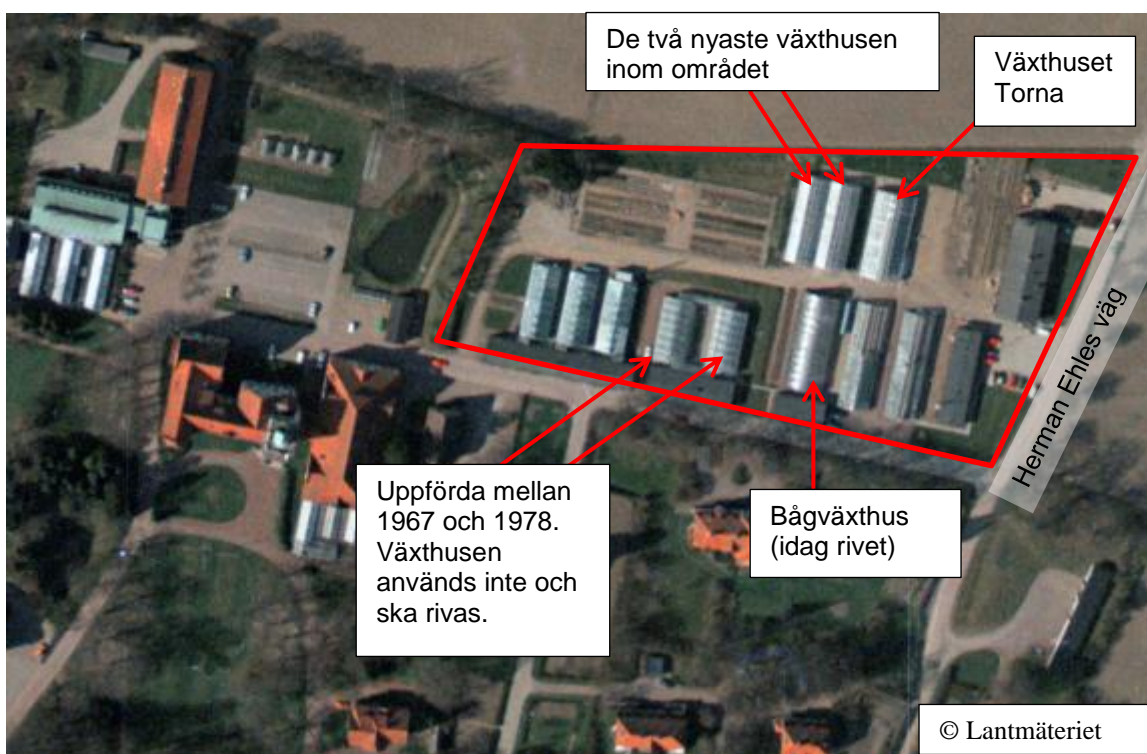 De två nyaste växthusen
inom området
Växthuset
Torna
Herman Ehles väg
Uppförda mellan
1967 och 1978.
Växthusen
används inte och
ska rivas.
Bågväxthus
(idag rivet)
© Lantmäteriet